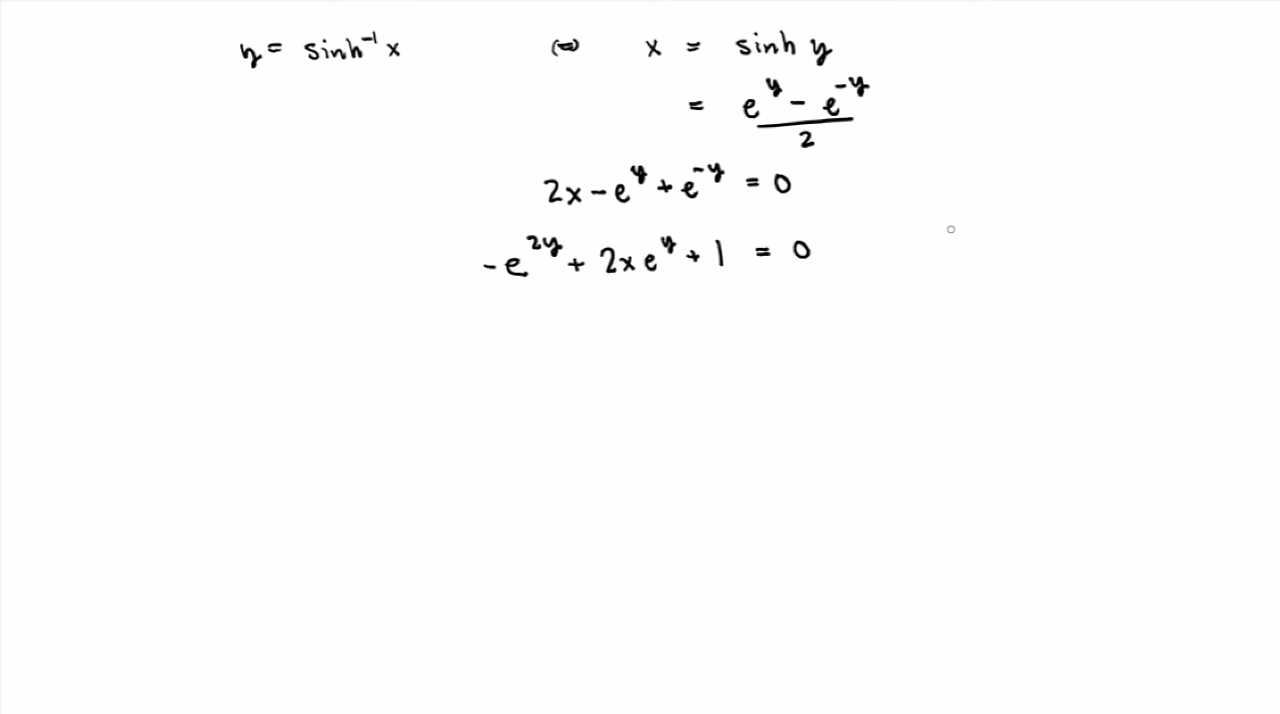 y = sinh⁻¹ x ⇔ x = sinh y
= (e^y − e^−y)/2
2x − e^y + e^−y = 0
−e^2y + 2x e^y + 1 = 0